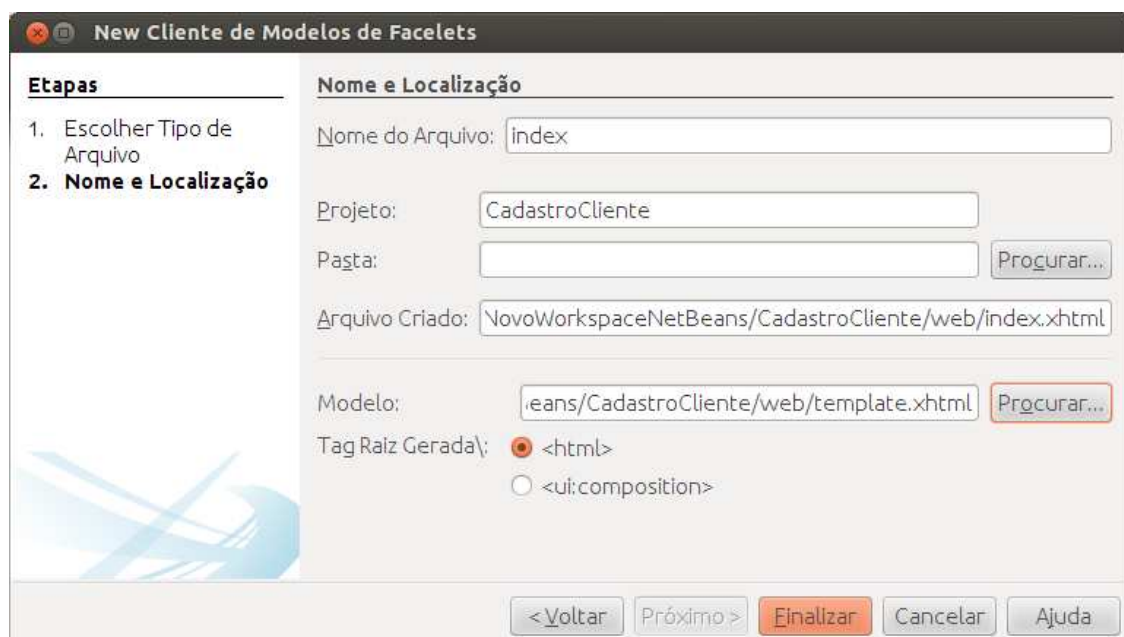 New Cliente de Modelos de Facelets
Etapas
1. Escolher Tipo de
Arquivo
2. Nome e Localização
Nome e Localização
Nome do Arquivo: index
Projeto: CadastroCliente
Pasta: Procurar...
Arquivo Criado: NovoWorkspaceNetBeans/CadastroCliente/web/index.xhtml
Modelo: eans/CadastroCliente/web/template.xhtml Procurar...
Tag Raiz Gerada\: <html>
<ui:composition>
< Voltar Próximo > Finalizar Cancelar Ajuda